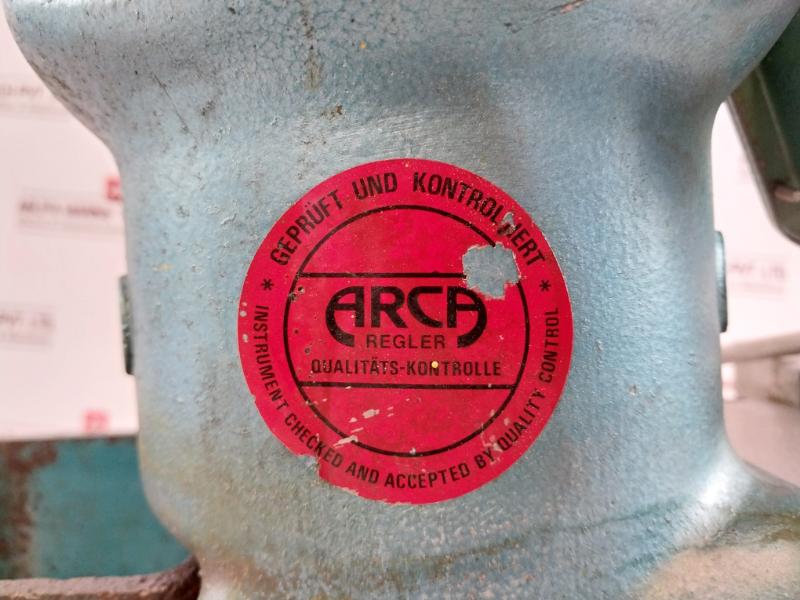 * GEPRÜFT UND KONTROLLIERT *
ARCA
REGLER
QUALITÄTS-KONTROLLE
INSTRUMENT CHECKED AND ACCEPTED BY QUALITY CONTROL